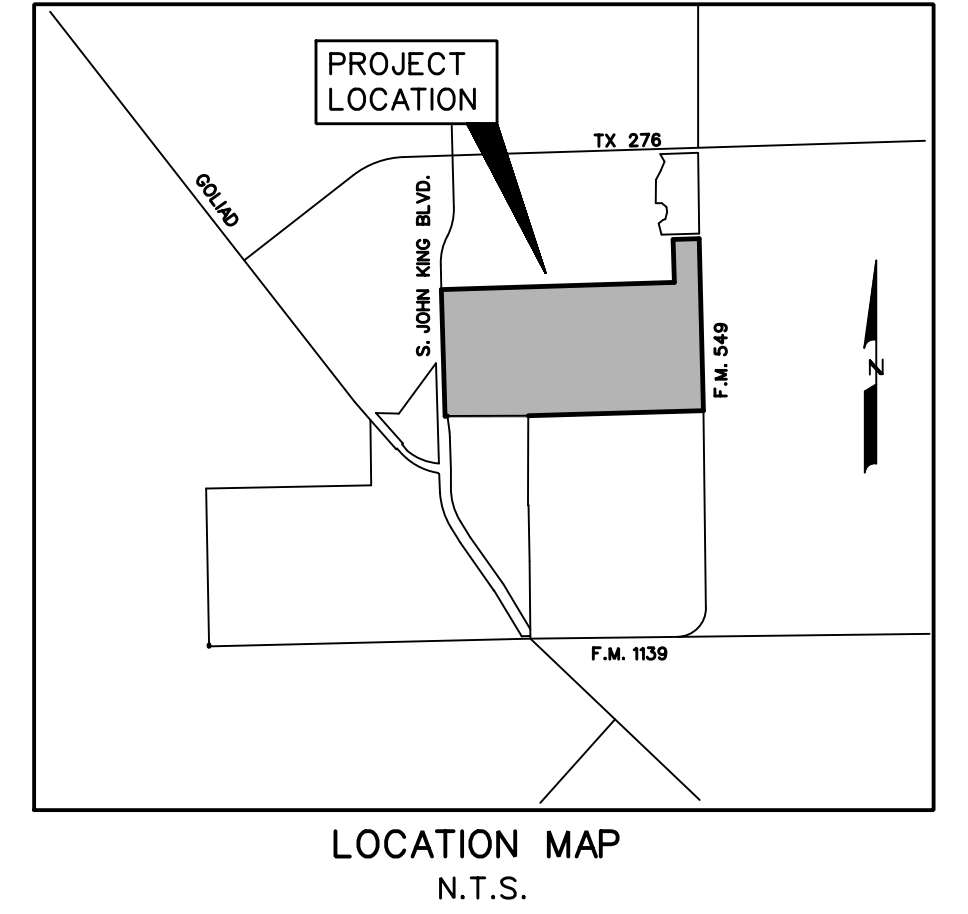 PROJECT
LOCATION
TX 276
GOLIAD
S. JOHN KING BLVD.
F.M. 549
N
F.M. 1139
LOCATION MAP
N.T.S.